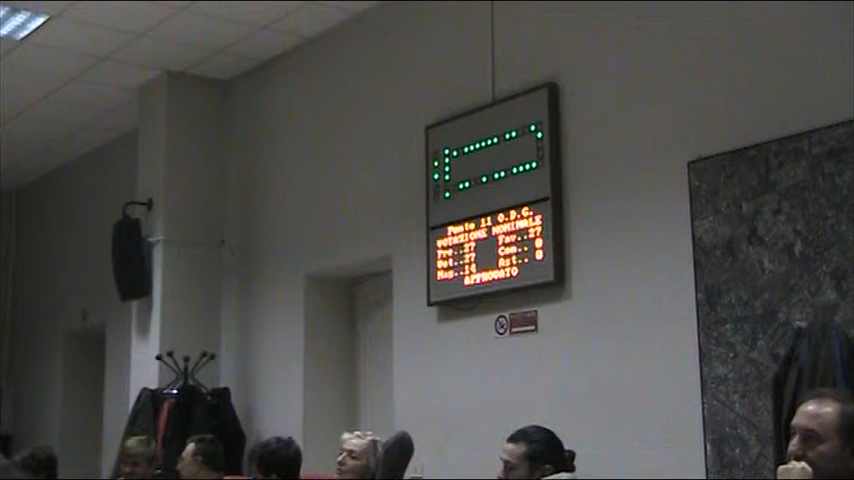 Punto 11 O.D.G.
VOTAZIONE NOMINALE
Pre..27 Fav..27
Vot..27 Con.. 0
Mag..14 Ast.. 0
APPROVATO